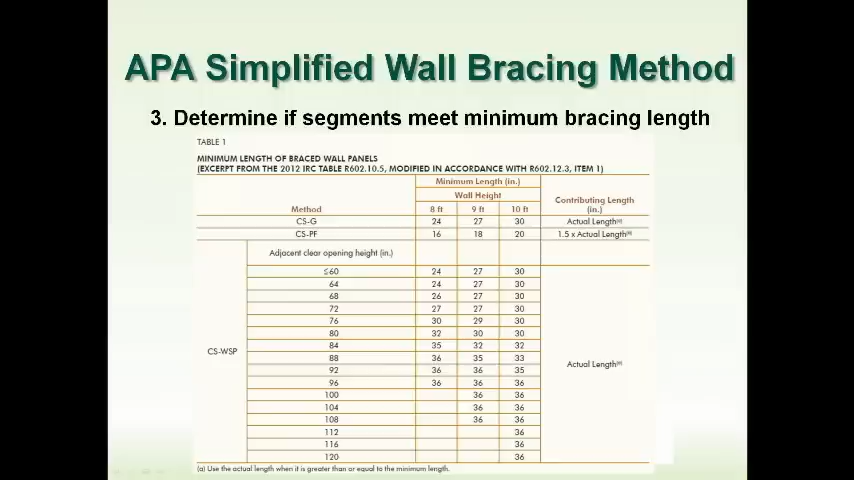 APA Simplified Wall Bracing Method
3. Determine if segments meet minimum bracing length
TABLE 1
MINIMUM LENGTH OF BRACED WALL PANELS
(EXCERPT FROM THE 2012 IRC TABLE R602.10.5, MODIFIED IN ACCORDANCE WITH R602.12.3, ITEM 1)
Minimum Length (in.)
Wall Height
Contributing Length (in.)
Method 8 ft 9 ft 10 ft
CS-G 24 27 30 Actual Length(a)
CS-PF 16 18 20 1.5 x Actual Length(a)
Adjacent clear opening height (in.)
≤60 24 27 30
64 24 27 30
68 26 27 30
72 27 27 30
76 30 29 30
80 32 30 30
84 35 32 32
CS-WSP
88 36 35 33
92 36 36 35
Actual Length(a)
96 36 36 36
100 36 36
104 36 36
108 36 36
112 36
116 36
120 36
(a) Use the actual length when it is greater than or equal to the minimum length.